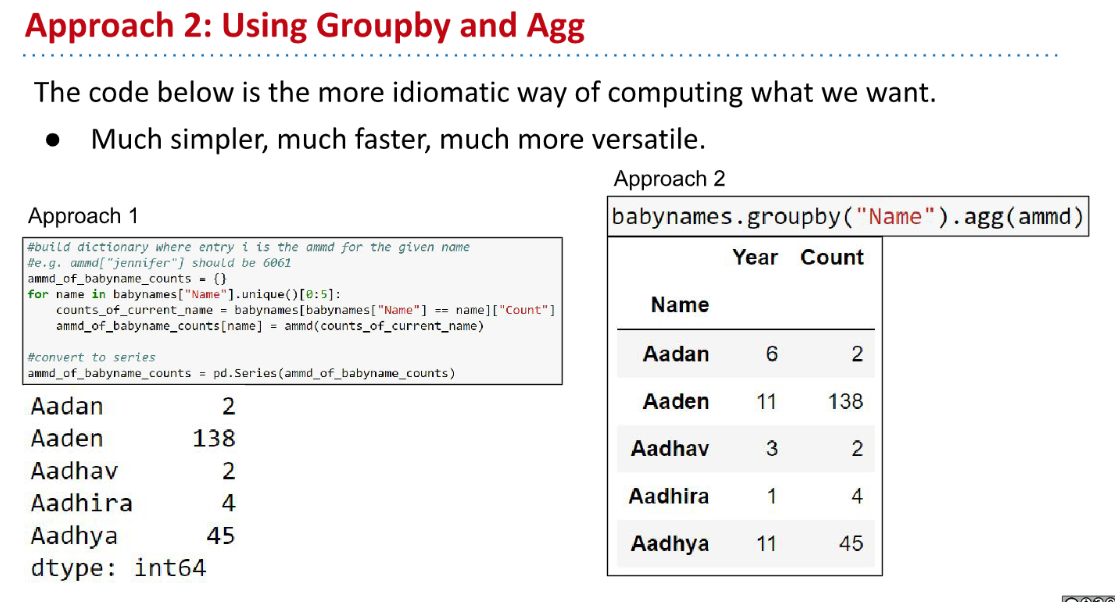 Approach 2: Using Groupby and Agg
The code below is the more idiomatic way of computing what we want.
● Much simpler, much faster, much more versatile.
Approach 1
#build dictionary where entry i is the ammd for the given name
#e.g. ammd["jennifer"] should be 6061
ammd_of_babyname_counts = {}
for name in babynames["Name"].unique()[0:5]:
    counts_of_current_name = babynames[babynames["Name"] == name]["Count"]
    ammd_of_babyname_counts[name] = ammd(counts_of_current_name)
#convert to series
ammd_of_babyname_counts = pd.Series(ammd_of_babyname_counts)
Aadan 2
Aaden 138
Aadhav 2
Aadhira 4
Aadhya 45
dtype: int64
Approach 2
babynames.groupby("Name").agg(ammd)
Year Count
Name
Aadan 6 2
Aaden 11 138
Aadhav 3 2
Aadhira 1 4
Aadhya 11 45